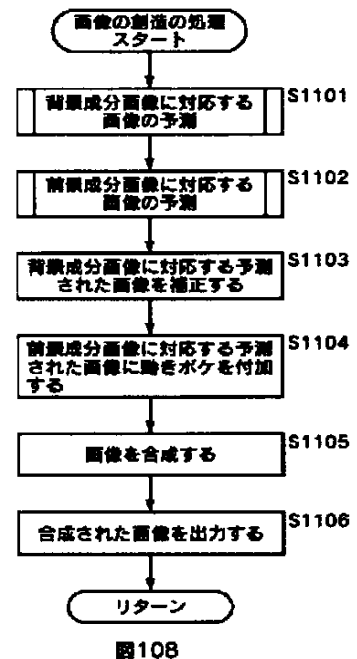 画像の創造の処理
スタート
背景成分画像に対応する
画像の予測
S1101
前景成分画像に対応する
画像の予測
S1102
背景成分画像に対応する予測
された画像を補正する
S1103
前景成分画像に対応する予測
された画像に動きボケを付加
する
S1104
画像を合成する
S1105
合成された画像を出力する
S1106
リターン
図108